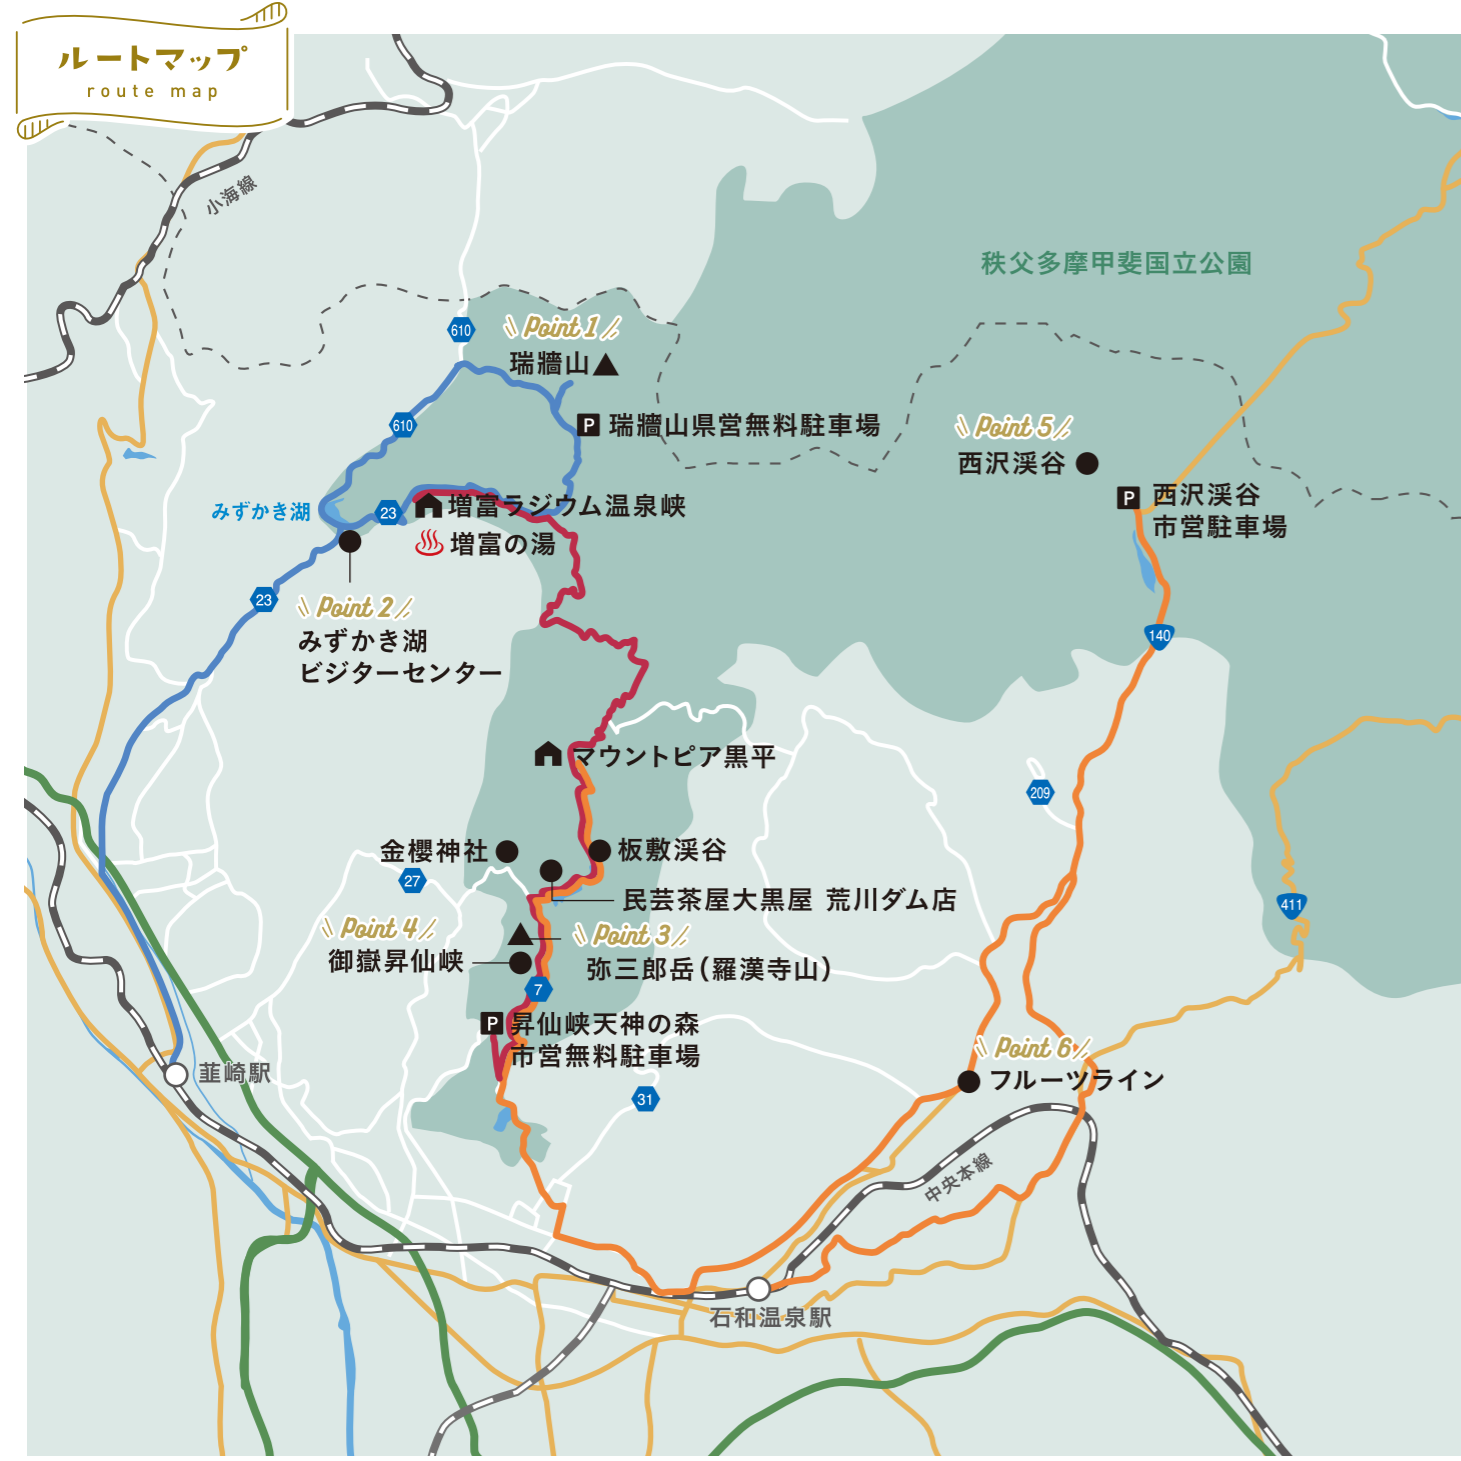 ルートマップ
route map
小海線
秩父多摩甲斐国立公園
610
Point 1
瑞牆山
610
P 瑞牆山県営無料駐車場
Point 5
西沢渓谷
P 西沢渓谷
市営駐車場
みずかき湖
23
増富ラジウム温泉峡
増富の湯
23
Point 2
みずかき湖
ビジターセンター
140
マウントピア黒平
209
金櫻神社
板敷渓谷
27
民芸茶屋大黒屋 荒川ダム店
411
Point 4
御嶽昇仙峡
Point 3
弥三郎岳(羅漢寺山)
7
P 昇仙峡天神の森
市営無料駐車場
Point 6
フルーツライン
韮崎駅
31
中央本線
石和温泉駅